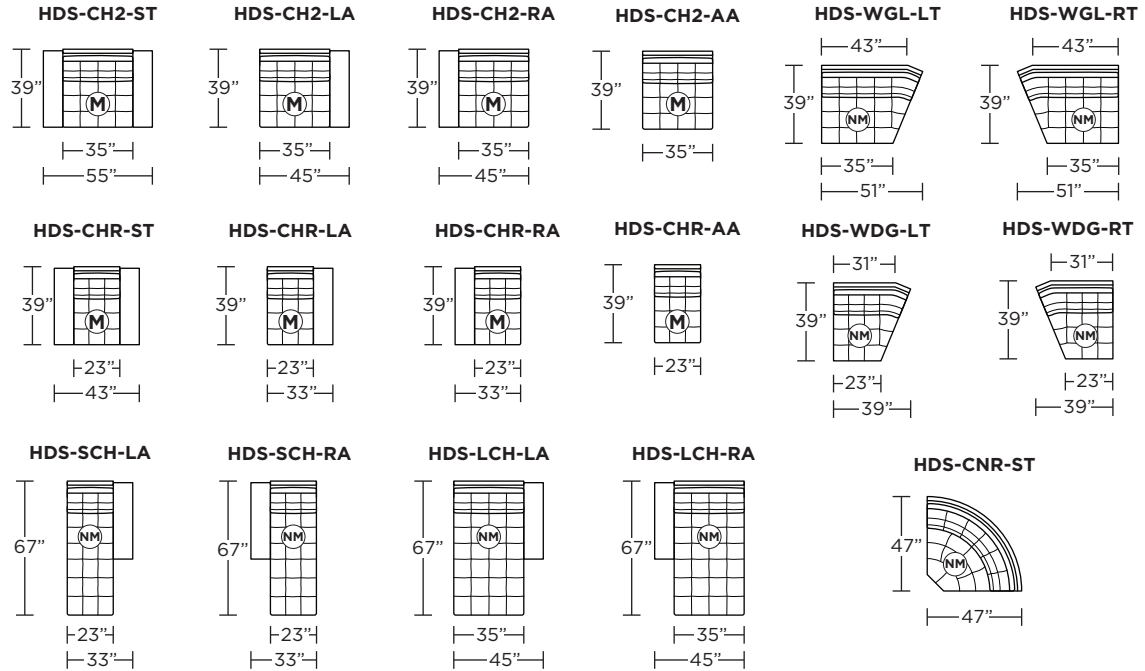 HDS-CH2-ST HDS-CH2-LA HDS-CH2-RA HDS-CH2-AA HDS-WGL-LT HDS-WGL-RT
43” 43”
39” 39” 39” 39” 39” 39”
M M M M NM NM
35” 35” 35” 35” 35” 35”
55” 45” 45” 51” 51”
HDS-CHR-ST HDS-CHR-LA HDS-CHR-RA HDS-CHR-AA HDS-WDG-LT HDS-WDG-RT
31” 31”
39” 39” 39” 39” 39” 39”
M M M M NM NM
23” 23” 23” 23” 23” 23”
43” 33” 33” 39” 39”
HDS-SCH-LA HDS-SCH-RA HDS-LCH-LA HDS-LCH-RA HDS-CNR-ST
NM NM NM NM
67” 67” 67” 67” 47”
NM
23” 23” 35” 35” 47”
33” 33” 45” 45”